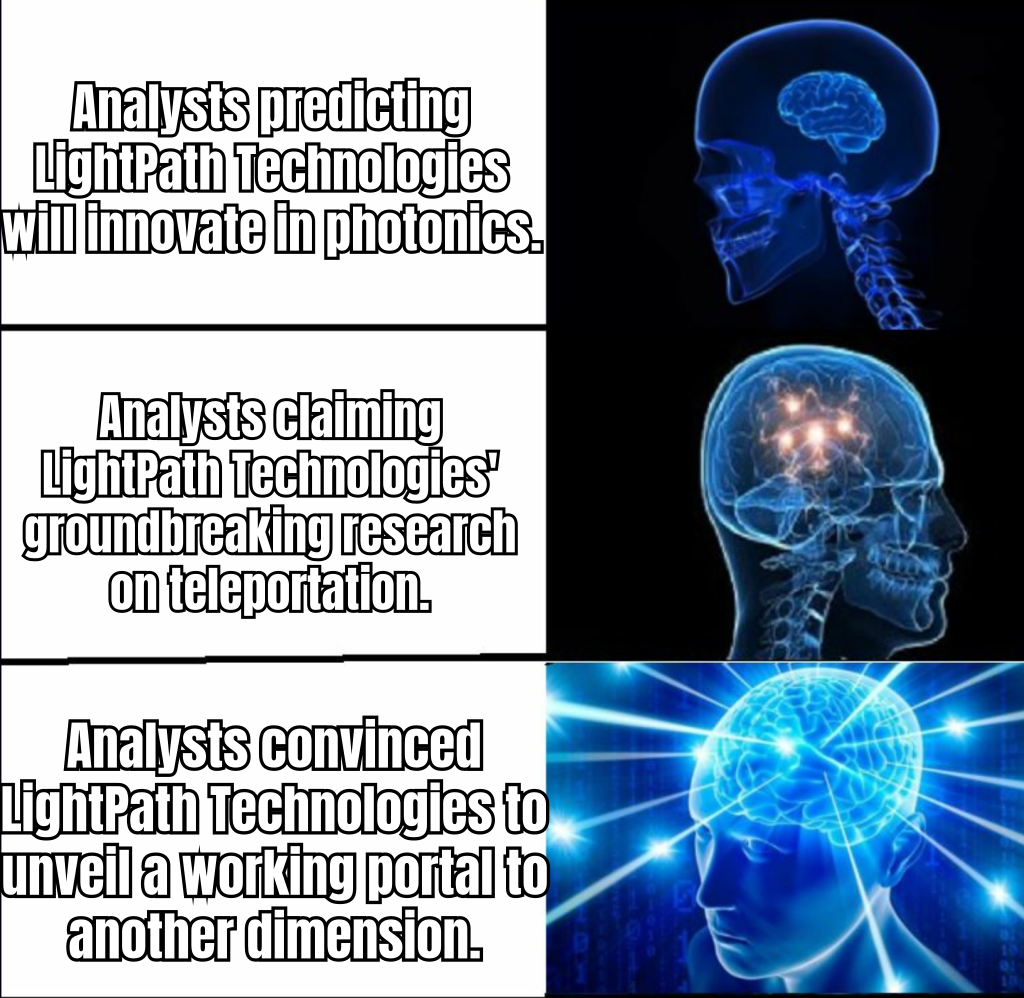 Analysts predicting
LightPath Technologies
will innovate in photonics.
Analysts claiming
LightPath Technologies'
groundbreaking research
on teleportation.
Analysts convinced
LightPath Technologies to
unveil a working portal to
another dimension.